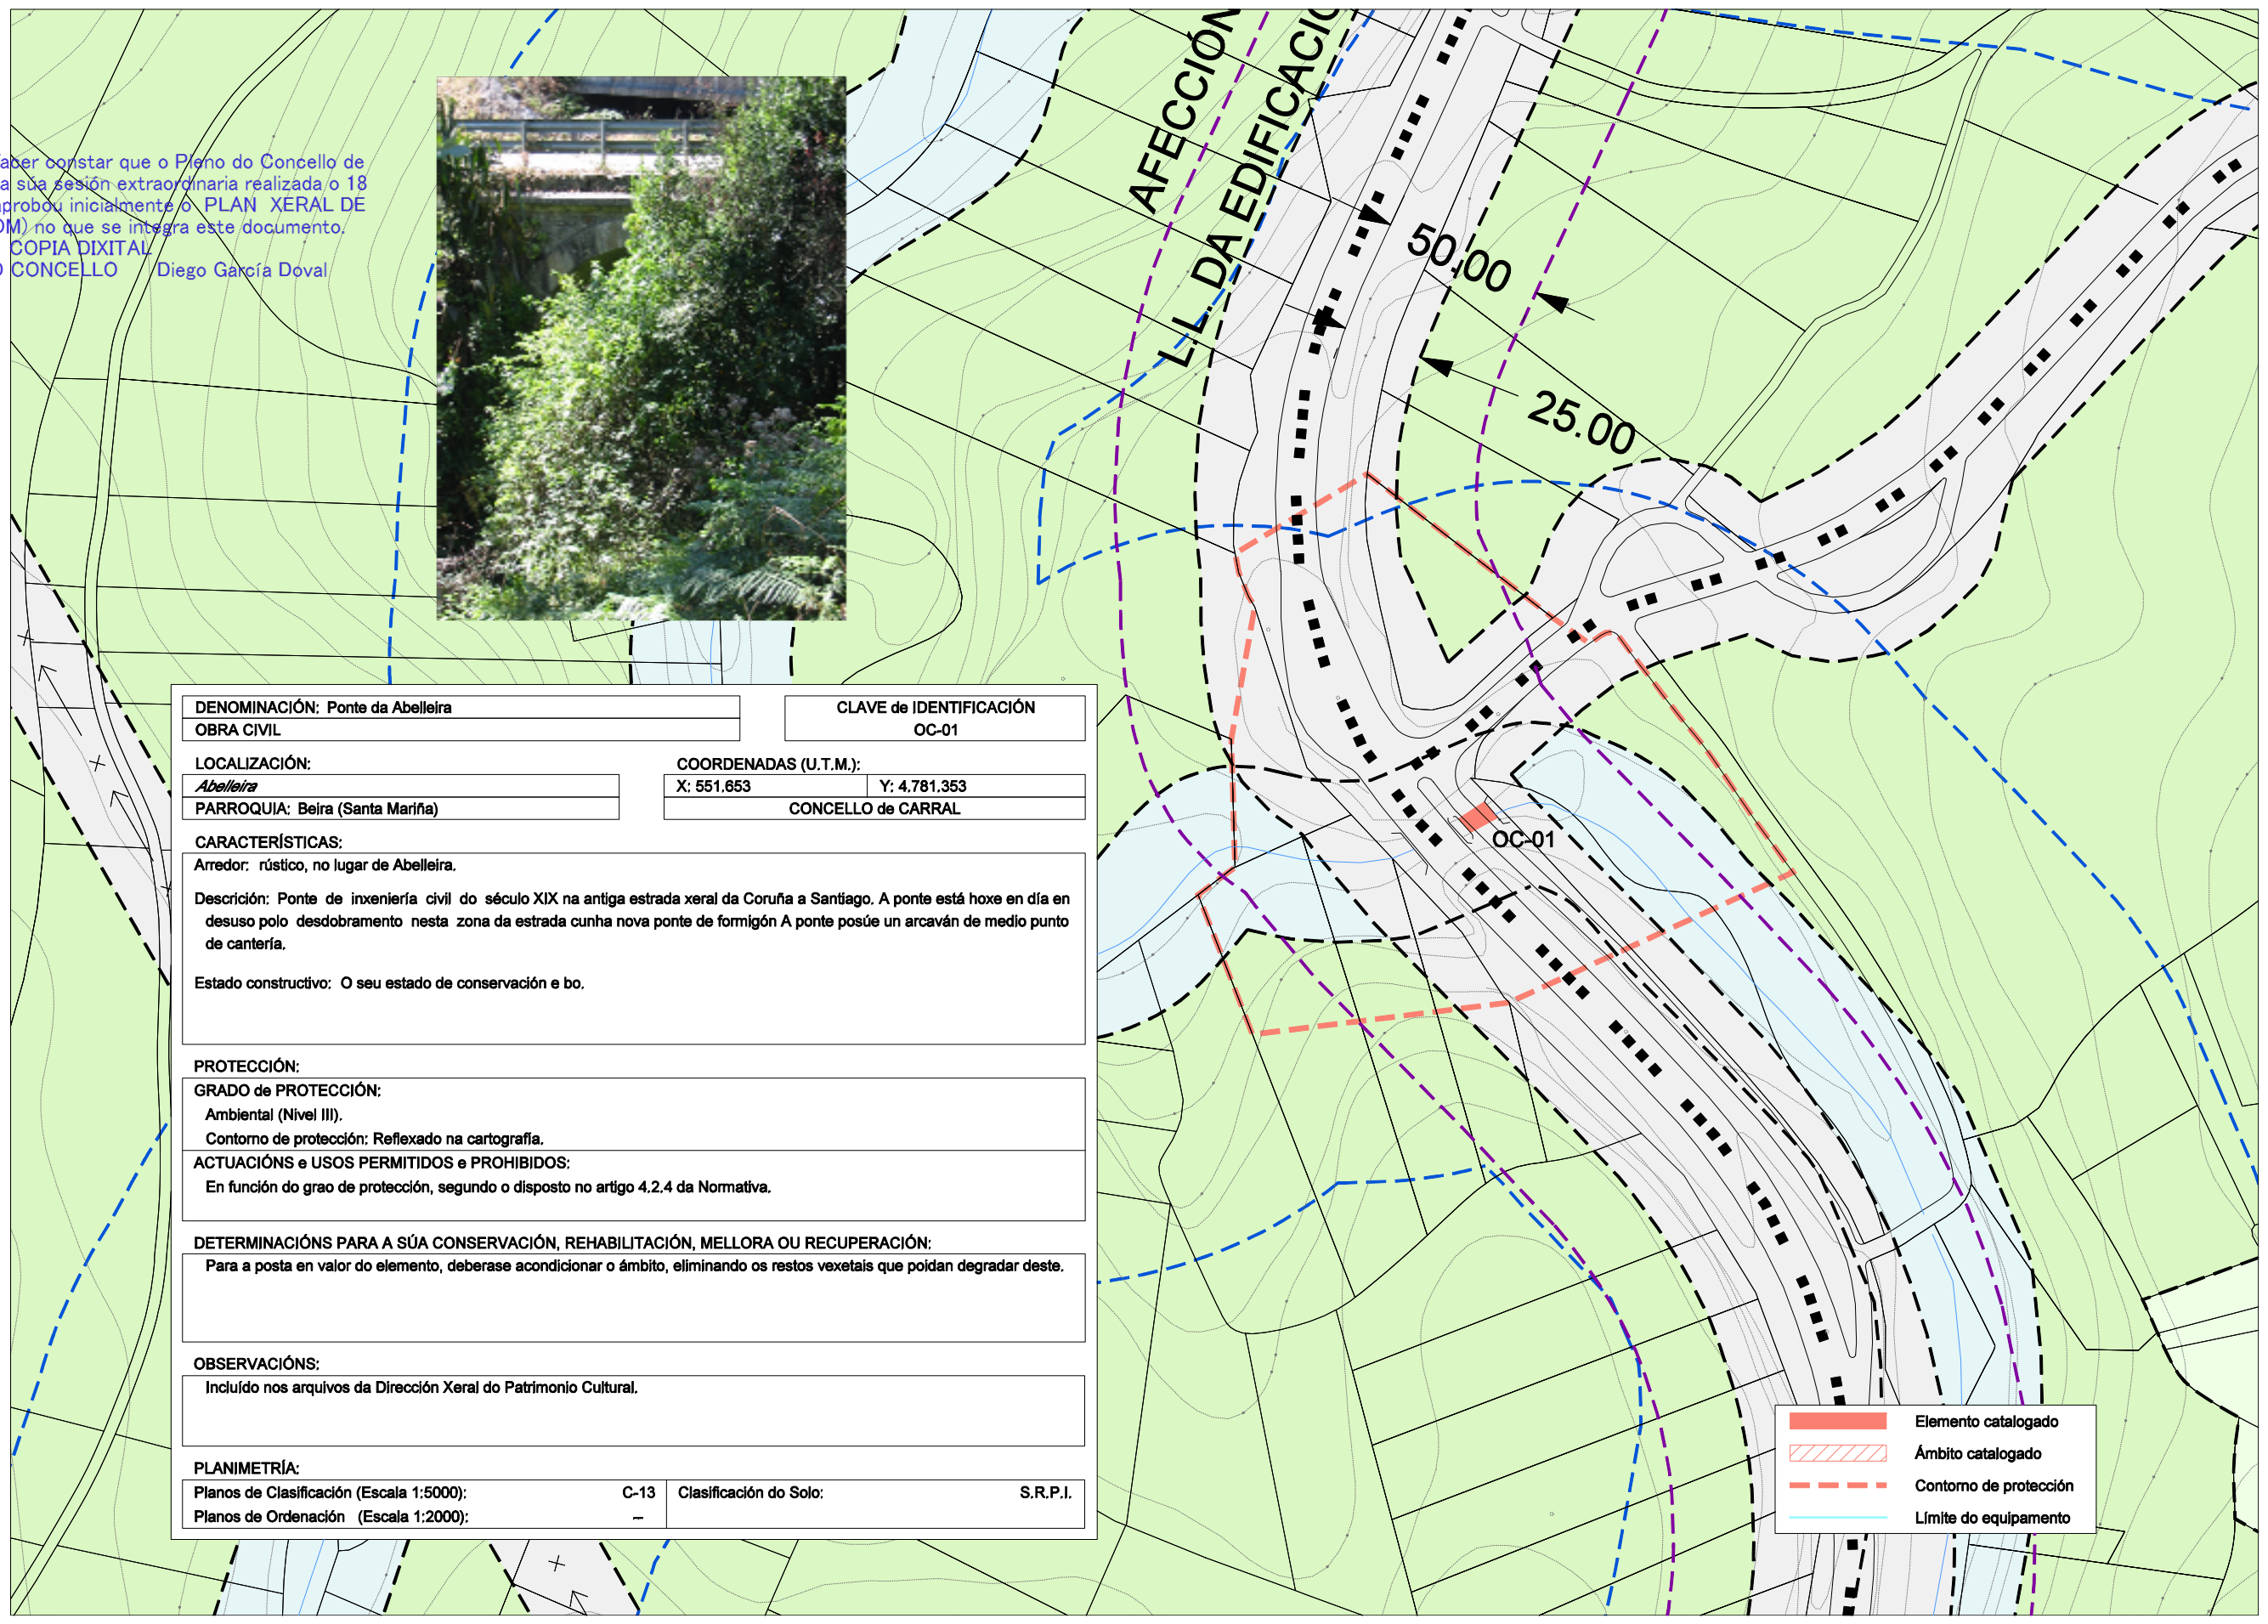 facer constar que o Pleno do Concello de
a súa sesión extraordinaria realizada o 18
aprobou inicialmente o PLAN XERAL DE
OM) no que se integra este documento.
COPIA DIXITAL
O CONCELLO Diego García Doval
AFECCIÓN
L.L. DA EDIFICACIÓ
50.00
25.00
OC-01
DENOMINACIÓN: Ponte da Abelleira
OBRA CIVIL
CLAVE de IDENTIFICACIÓN
OC-01
LOCALIZACIÓN:
Abelleira
PARROQUIA: Beira (Santa Mariña)
COORDENADAS (U.T.M.):
X: 551.653 Y: 4.781.353
CONCELLO de CARRAL
CARACTERÍSTICAS:
Arredor: rústico, no lugar de Abelleira.
Descrición: Ponte de inxeniería civil do século XIX na antiga estrada xeral da Coruña a Santiago. A ponte está hoxe en día en
desuso polo desdobramento nesta zona da estrada cunha nova ponte de formigón A ponte posúe un arcaván de medio punto
de cantería.
Estado constructivo: O seu estado de conservación e bo.
PROTECCIÓN:
GRADO de PROTECCIÓN:
Ambiental (Nivel III).
Contorno de protección: Reflexado na cartografía.
ACTUACIÓNS e USOS PERMITIDOS e PROHIBIDOS:
En función do grao de protección, segundo o disposto no artigo 4.2.4 da Normativa.
DETERMINACIÓNS PARA A SÚA CONSERVACIÓN, REHABILITACIÓN, MELLORA OU RECUPERACIÓN:
Para a posta en valor do elemento, deberase acondicionar o ámbito, eliminando os restos vexetais que poidan degradar deste.
OBSERVACIÓNS:
Incluído nos arquivos da Dirección Xeral do Patrimonio Cultural.
PLANIMETRÍA:
Planos de Clasificación (Escala 1:5000): C-13 Clasificación do Solo: S.R.P.I.
Planos de Ordenación (Escala 1:2000): ---
Elemento catalogado
Ámbito catalogado
Contorno de protección
Límite do equipamento